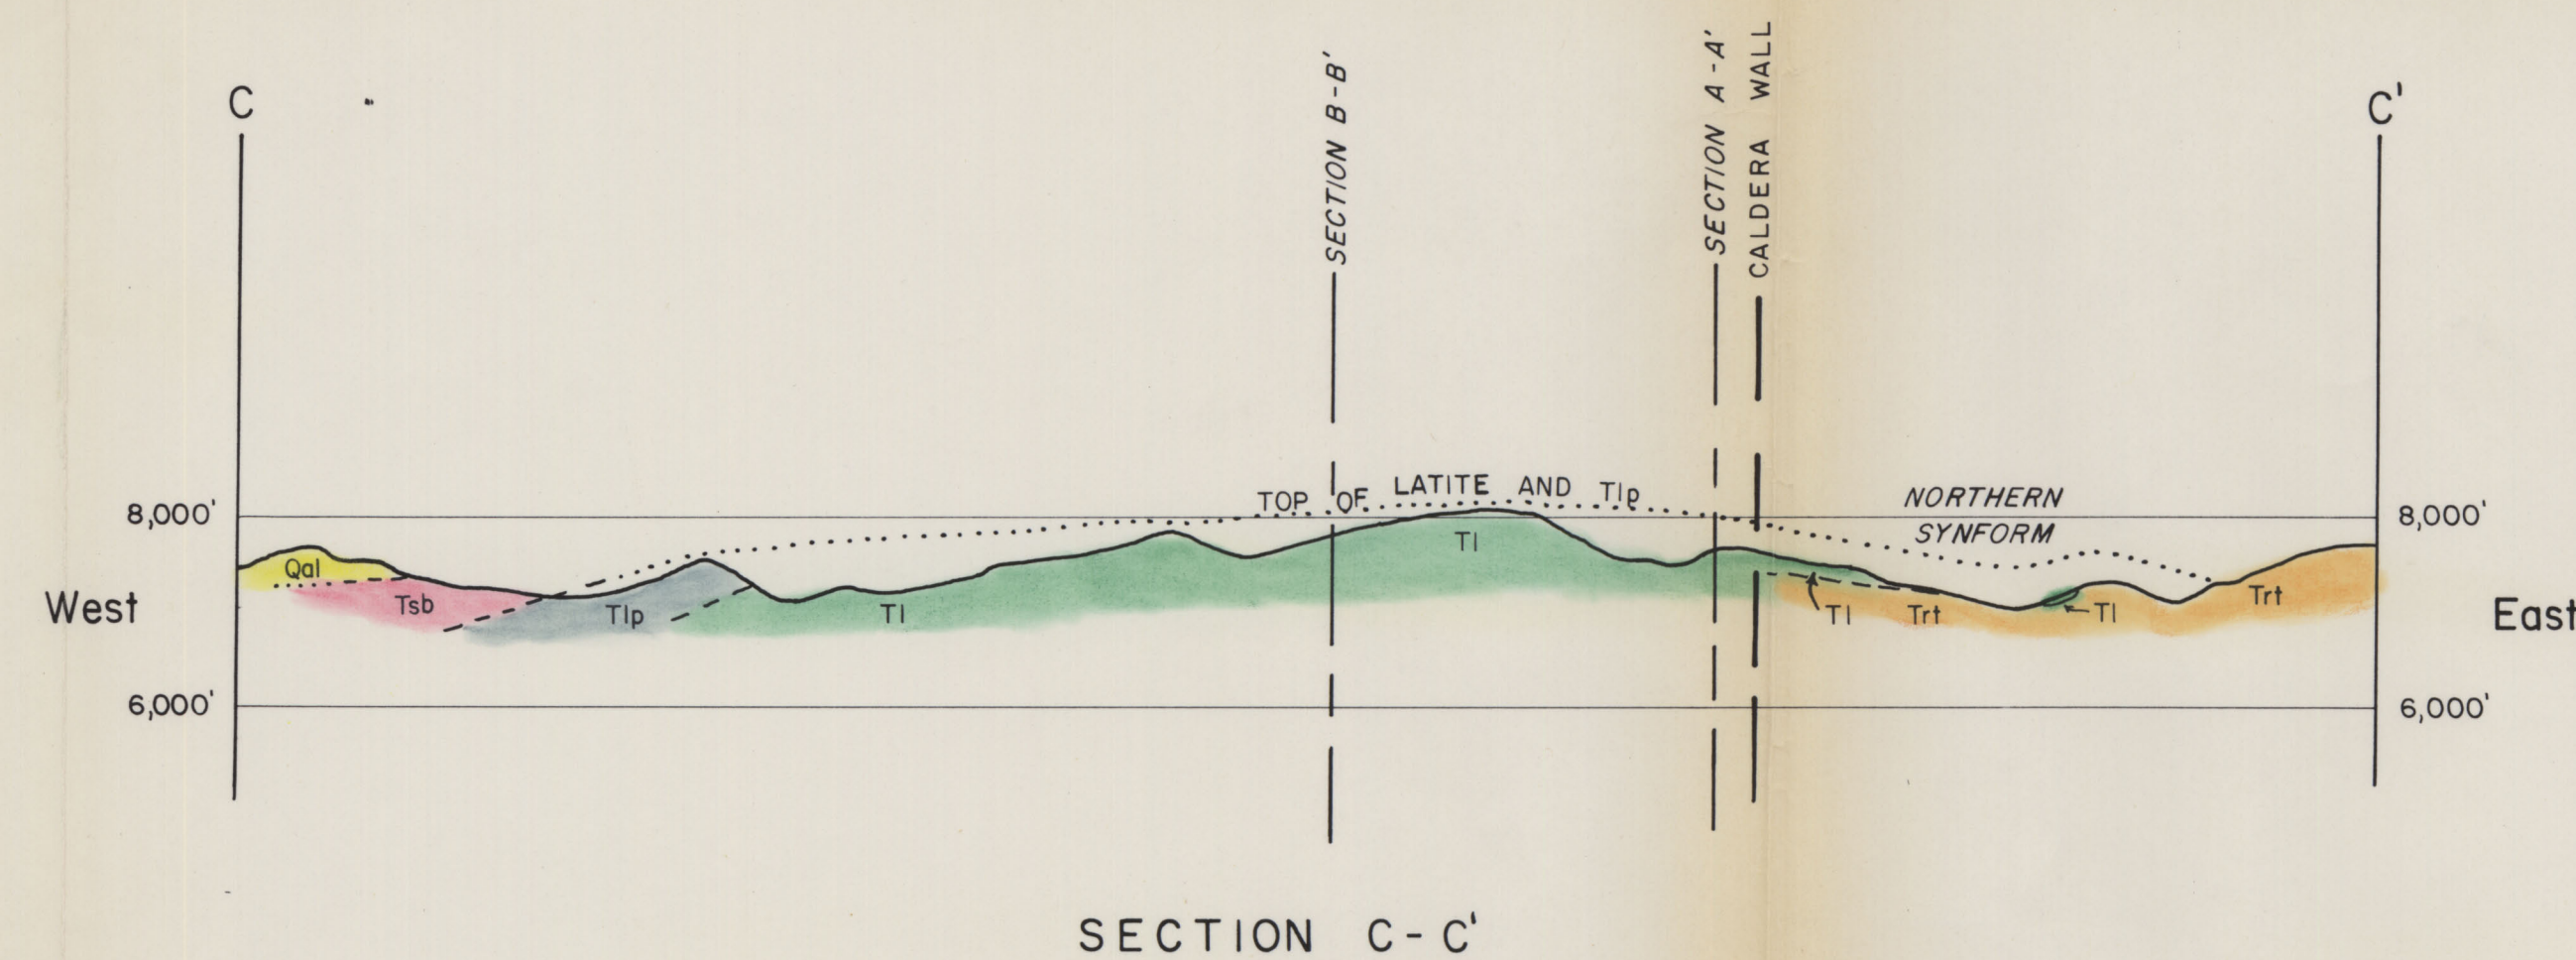 C
C'
SECTION B-B'
SECTION A-A'
CALDERA WALL
TOP OF LATITE AND Tlp
NORTHERN
SYNFORM
8,000'
8,000'
Qal
Tsb
Tlp
Tl
Tl
Tl
Trt
Tl
Trt
West
East
6,000'
6,000'
SECTION C-C'